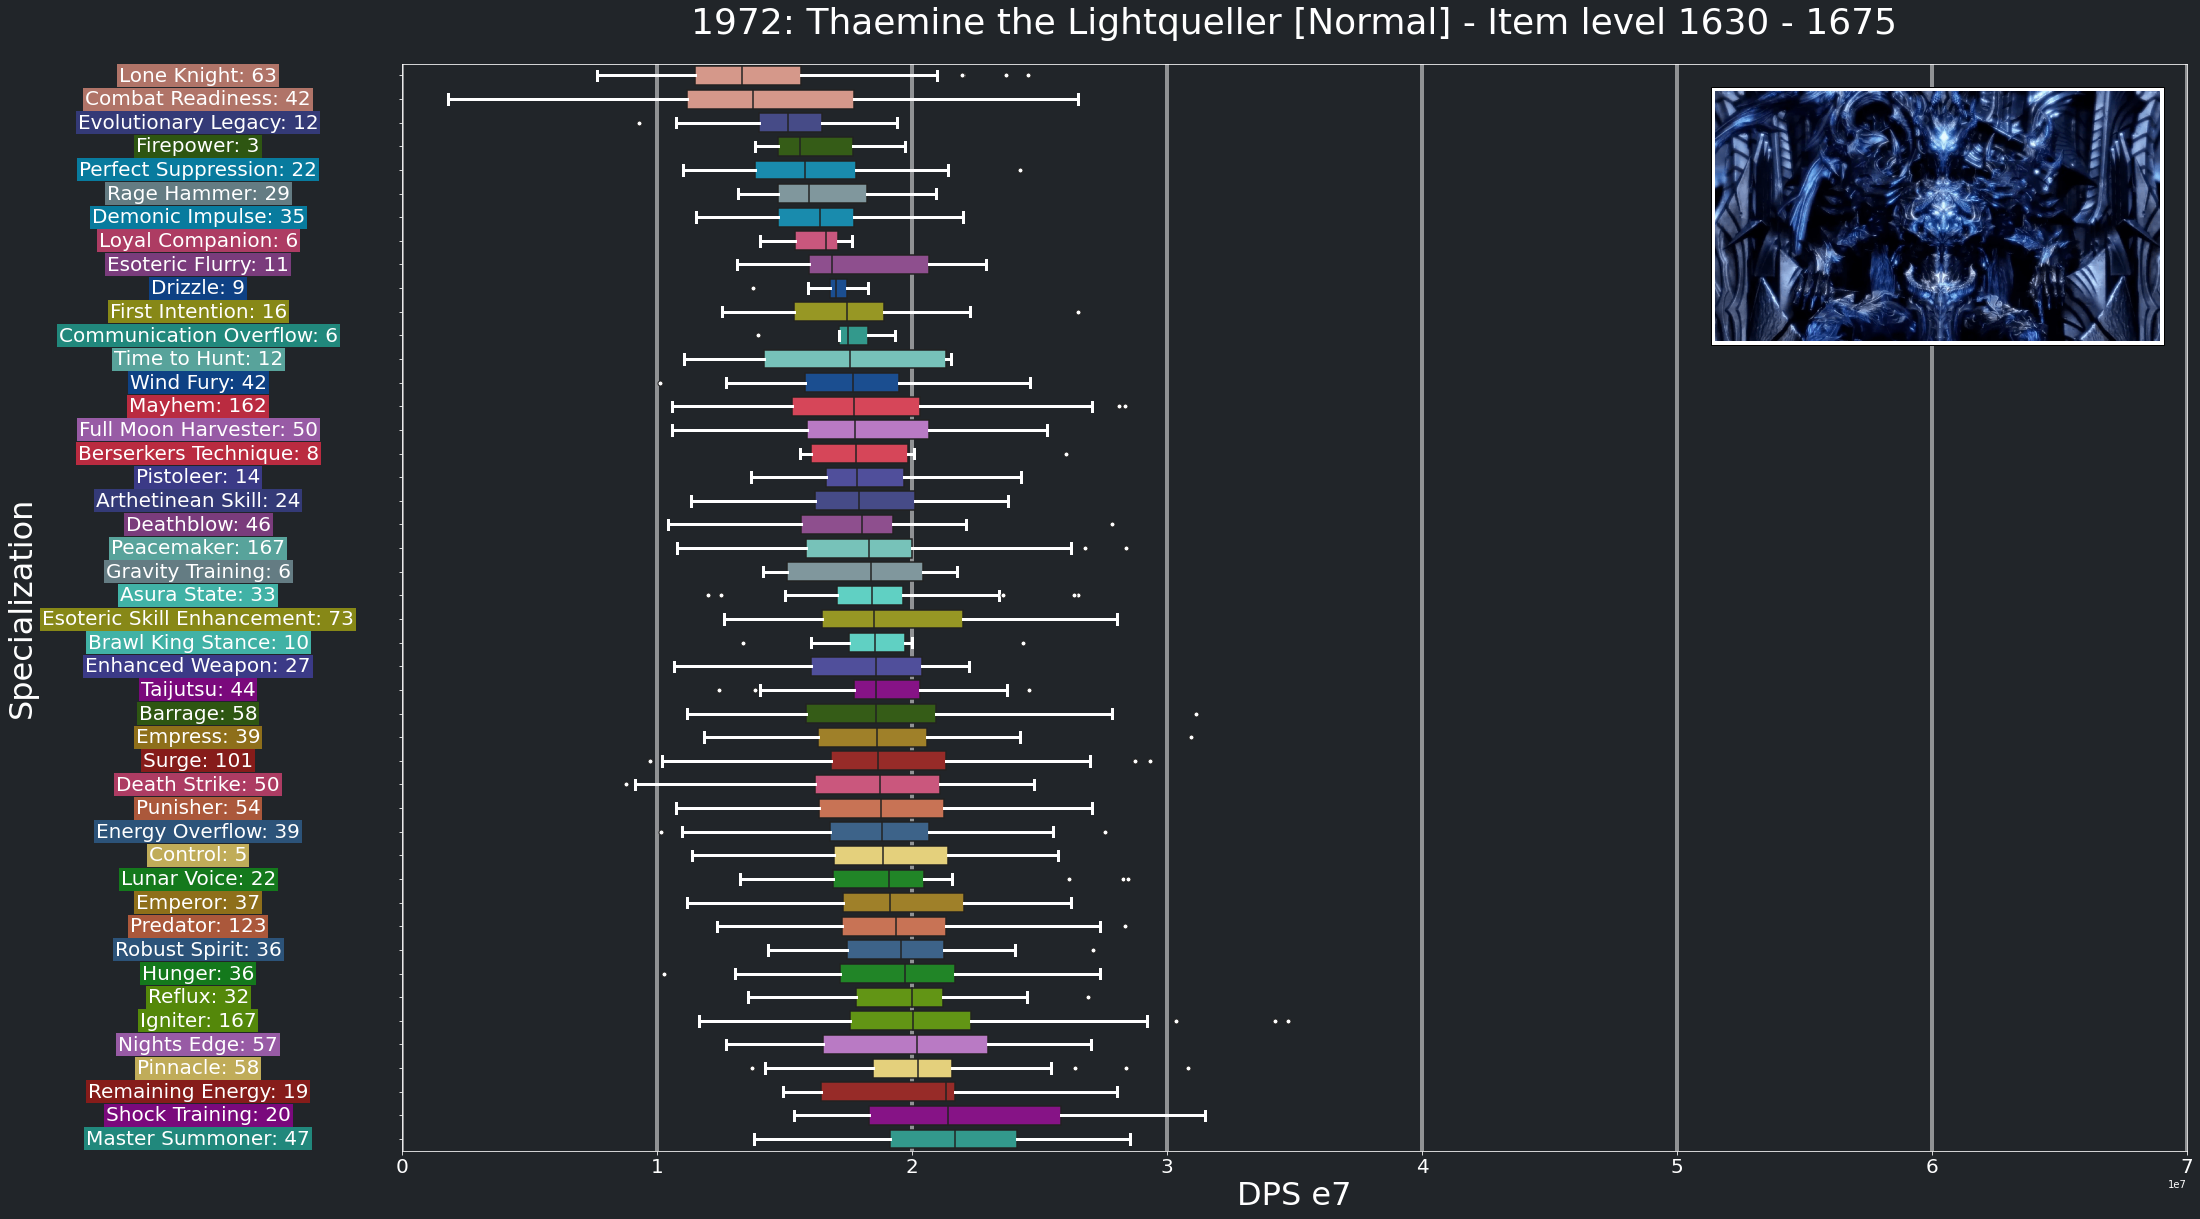 1972: Thaemine the Lightqueller [Normal] - Item level 1630 - 1675
Specialization
Lone Knight: 63
Combat Readiness: 42
Evolutionary Legacy: 12
Firepower: 3
Perfect Suppression: 22
Rage Hammer: 29
Demonic Impulse: 35
Loyal Companion: 6
Esoteric Flurry: 11
Drizzle: 9
First Intention: 16
Communication Overflow: 6
Time to Hunt: 12
Wind Fury: 42
Mayhem: 162
Full Moon Harvester: 50
Berserkers Technique: 8
Pistoleer: 14
Arthetinean Skill: 24
Deathblow: 46
Peacemaker: 167
Gravity Training: 6
Asura State: 33
Esoteric Skill Enhancement: 73
Brawl King Stance: 10
Enhanced Weapon: 27
Taijutsu: 44
Barrage: 58
Empress: 39
Surge: 101
Death Strike: 50
Punisher: 54
Energy Overflow: 39
Control: 5
Lunar Voice: 22
Emperor: 37
Predator: 123
Robust Spirit: 36
Hunger: 36
Reflux: 32
Igniter: 167
Nights Edge: 57
Pinnacle: 58
Remaining Energy: 19
Shock Training: 20
Master Summoner: 47
0 1 2 3 4 5 6 7
1e7
DPS e7